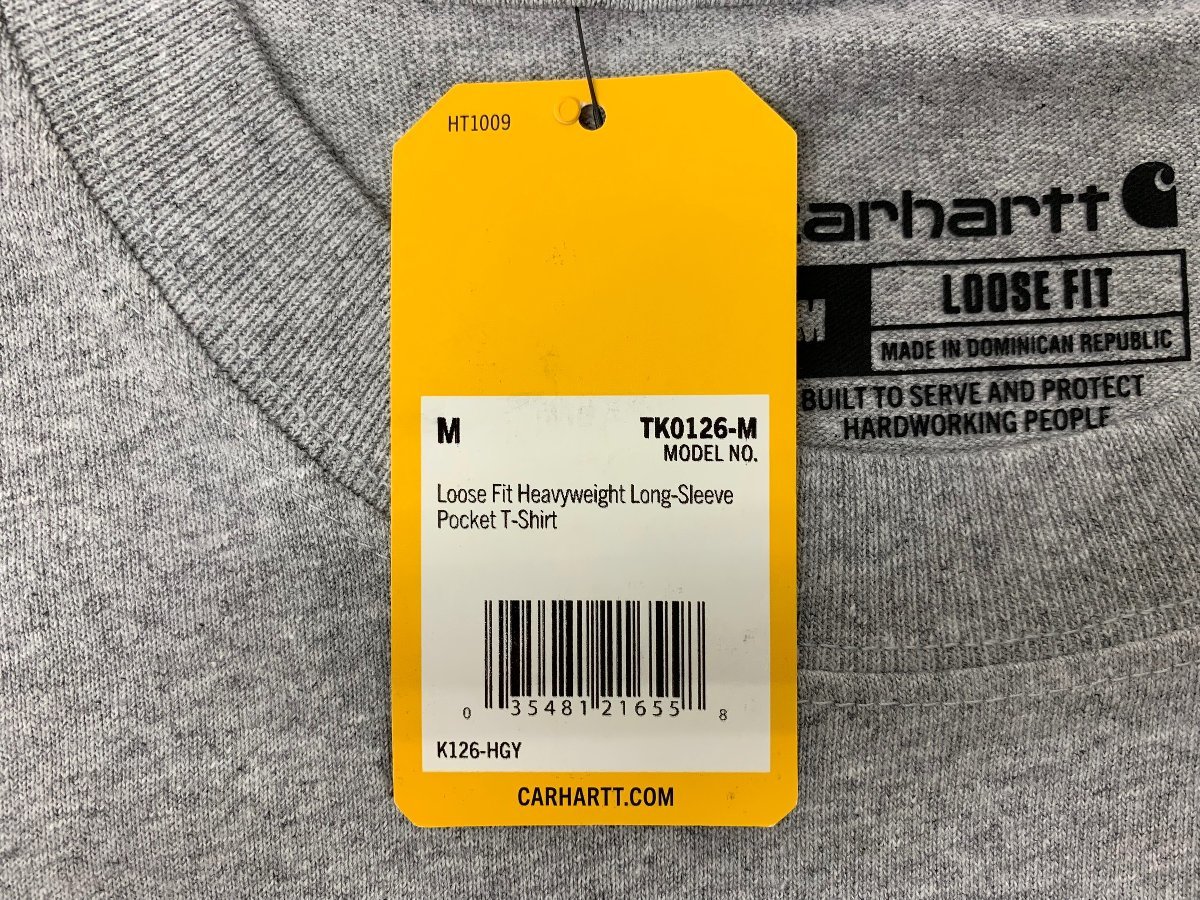 HT1009
M
TK0126-M
MODEL NO.
Loose Fit Heavyweight Long-Sleeve
Pocket T-Shirt
0 35481 21655 8
K126-HGY
CARHARTT.COM
arhartt
M
LOOSE FIT
MADE IN DOMINICAN REPUBLIC
BUILT TO SERVE AND PROTECT
HARDWORKING PEOPLE